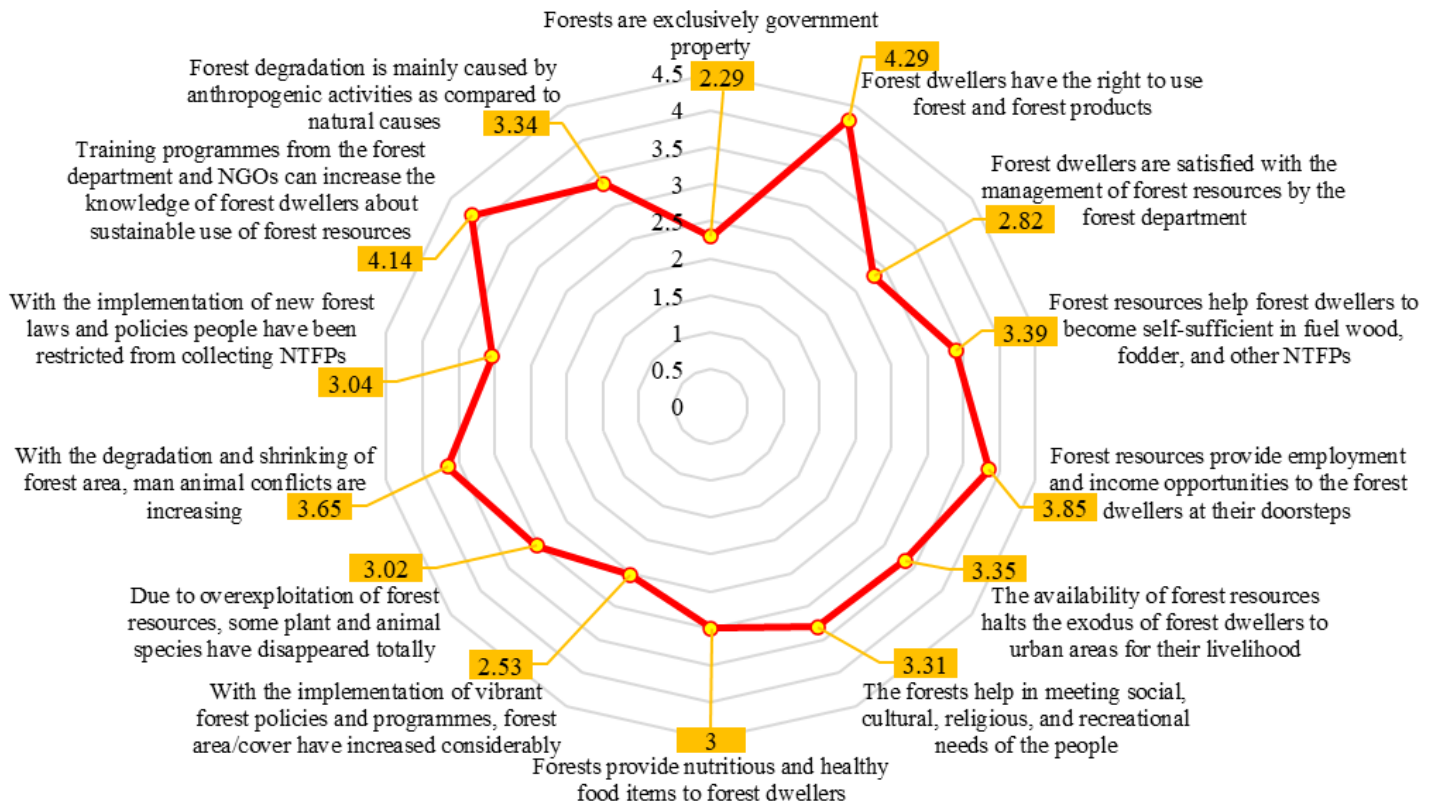 Forests are exclusively government
property
2.29
4.29
Forest dwellers have the right to use
forest and forest products
Forest dwellers are satisfied with the
management of forest resources by the
forest department
2.82
Forest resources help forest dwellers to
become self-sufficient in fuel wood,
fodder, and other NTFPs
3.39
Forest resources provide employment
and income opportunities to the forest
dwellers at their doorsteps
3.85
3.35
The availability of forest resources
halts the exodus of forest dwellers to
urban areas for their livelihood
3.31
The forests help in meeting social,
cultural, religious, and recreational
needs of the people
3
Forests provide nutritious and healthy
food items to forest dwellers
2.53
With the implementation of vibrant
forest policies and programmes, forest
area/cover have increased considerably
3.02
Due to overexploitation of forest
resources, some plant and animal
species have disappeared totally
With the degradation and shrinking of
forest area, man animal conflicts are
increasing
3.65
With the implementation of new forest
laws and policies people have been
restricted from collecting NTFPs
3.04
Training programmes from the forest
department and NGOs can increase the
knowledge of forest dwellers about
sustainable use of forest resources
4.14
Forest degradation is mainly caused by
anthropogenic activities as compared to
natural causes
3.34
4.5
4
3.5
3
2.5
2
1.5
1
0.5
0